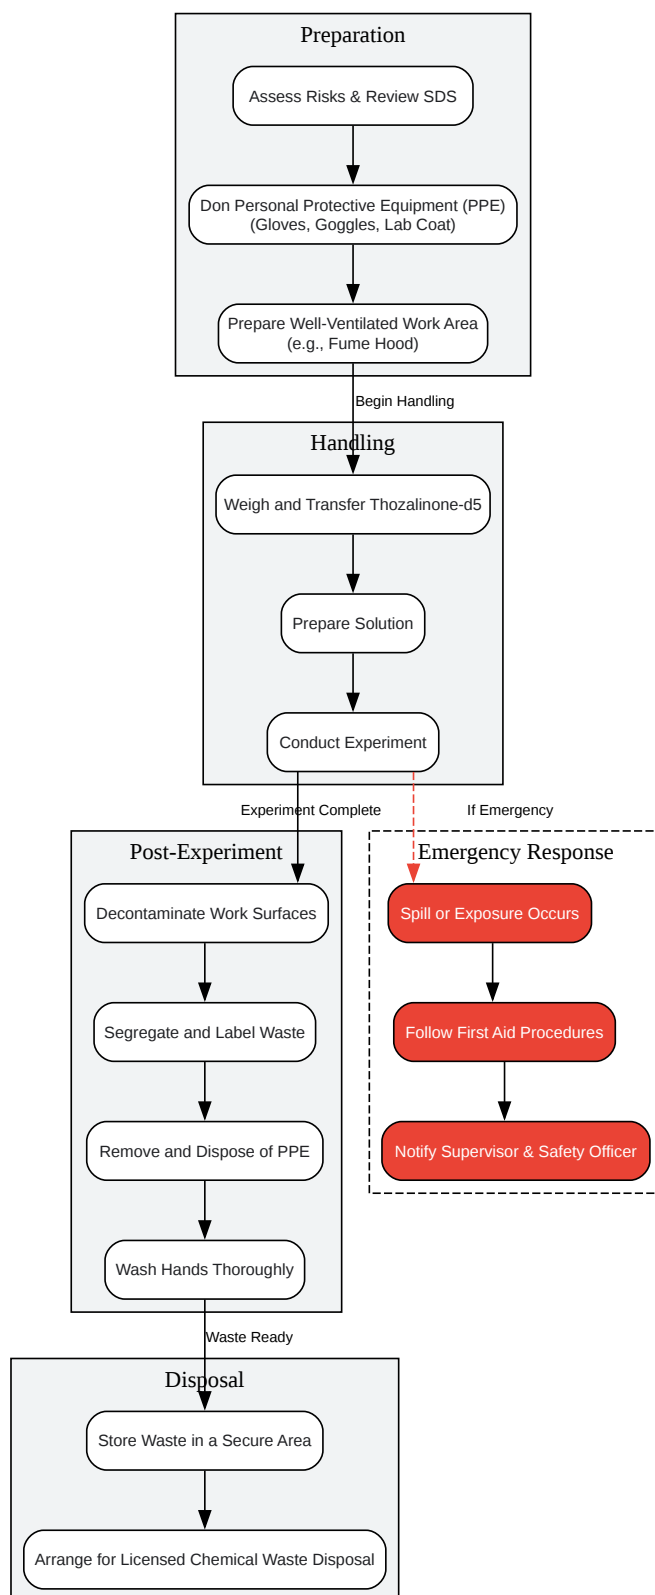 Preparation
Assess Risks & Review SDS
Don Personal Protective Equipment (PPE)
(Gloves, Goggles, Lab Coat)
Prepare Well-Ventilated Work Area
(e.g., Fume Hood)
Begin Handling
Handling
Weigh and Transfer Thozalinone-d5
Prepare Solution
Conduct Experiment
Experiment Complete
If Emergency
Post-Experiment
Decontaminate Work Surfaces
Segregate and Label Waste
Remove and Dispose of PPE
Wash Hands Thoroughly
Emergency Response
Spill or Exposure Occurs
Follow First Aid Procedures
Notify Supervisor & Safety Officer
Waste Ready
Disposal
Store Waste in a Secure Area
Arrange for Licensed Chemical Waste Disposal